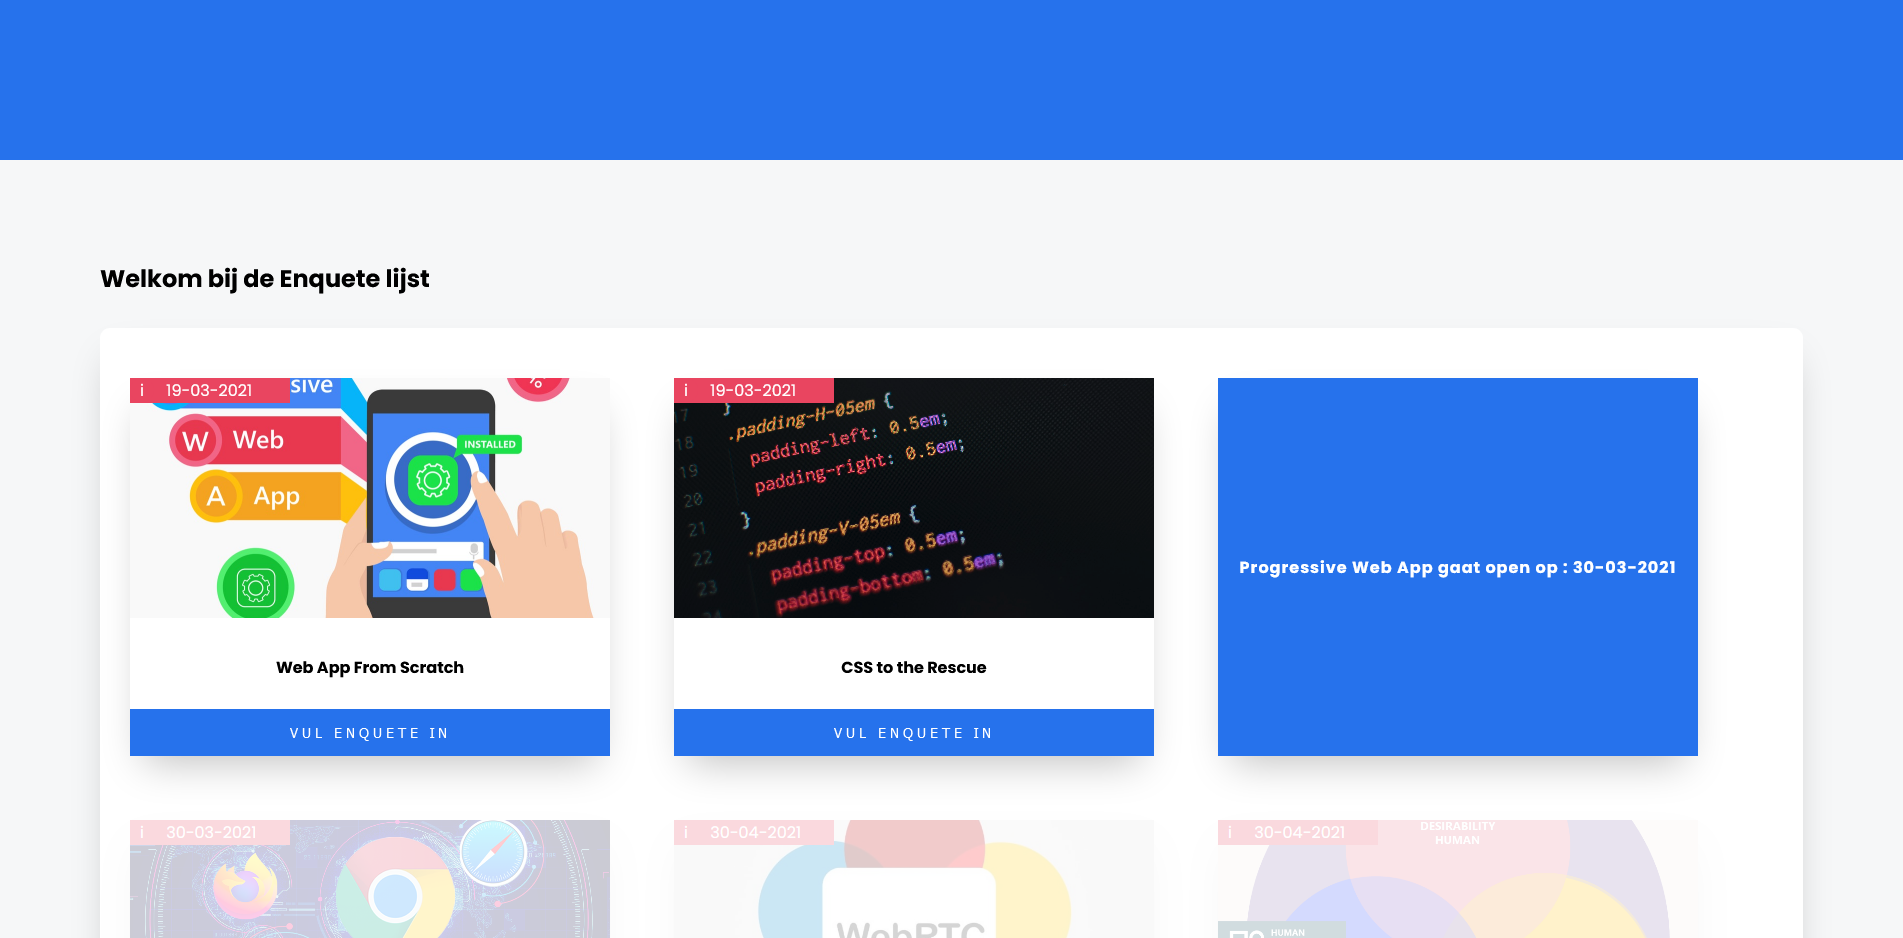 Welkom bij de Enquete lijst
i 19-03-2021
sive
W Web
A App
INSTALLED
Web App From Scratch
VUL ENQUETE IN
i 19-03-2021
17 }
18 .padding-H-05em {
19 padding-left: 0.5em;
20 padding-right: 0.5em;
21 }
22 .padding-V-05em {
23 padding-top: 0.5em;
padding-bottom: 0.5em;
CSS to the Rescue
VUL ENQUETE IN
Progressive Web App gaat open op : 30-03-2021
i 30-03-2021
i 30-04-2021
WebRTC
i 30-04-2021
DESIRABILITY
HUMAN
HUMAN